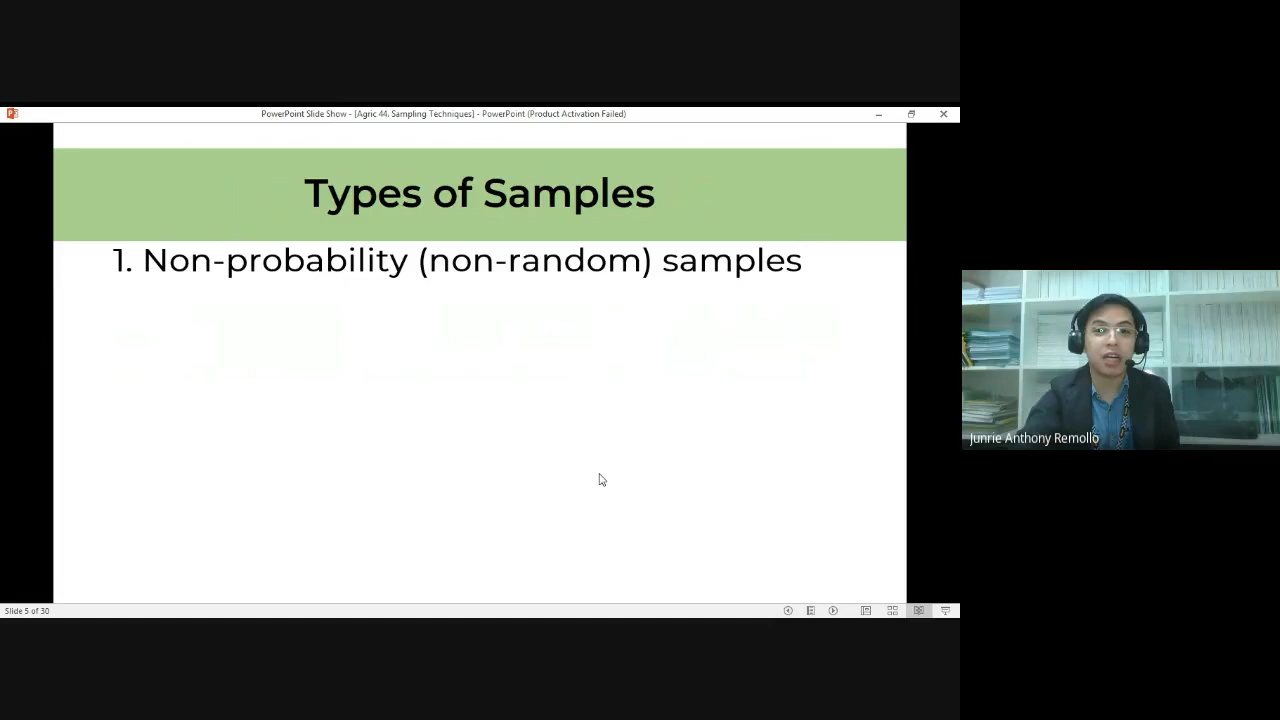 PowerPoint Slide Show - [Agric 44. Sampling Techniques] - PowerPoint (Product Activation Failed)
Types of Samples
1. Non-probability (non-random) samples
Junrie Anthony Remollo
Slide 5 of 30